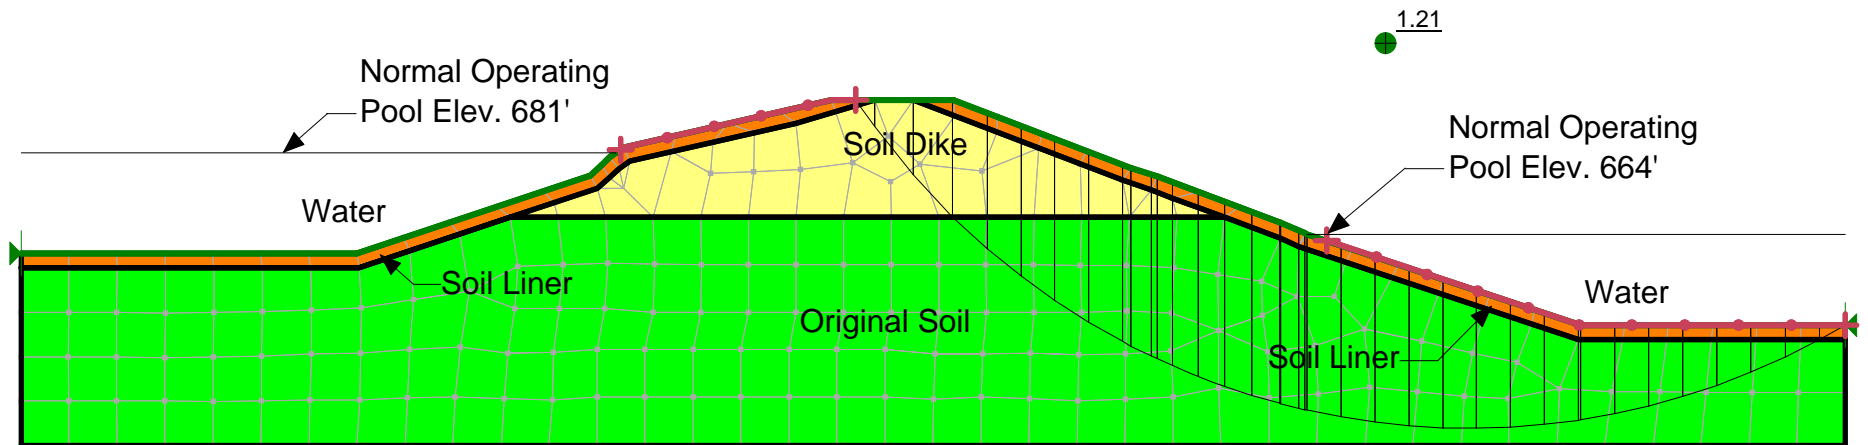 1.21
Normal Operating
Pool Elev. 681'
Normal Operating
Pool Elev. 664'
Soil Dike
Water
Soil Liner
Water
Original Soil
Soil Liner